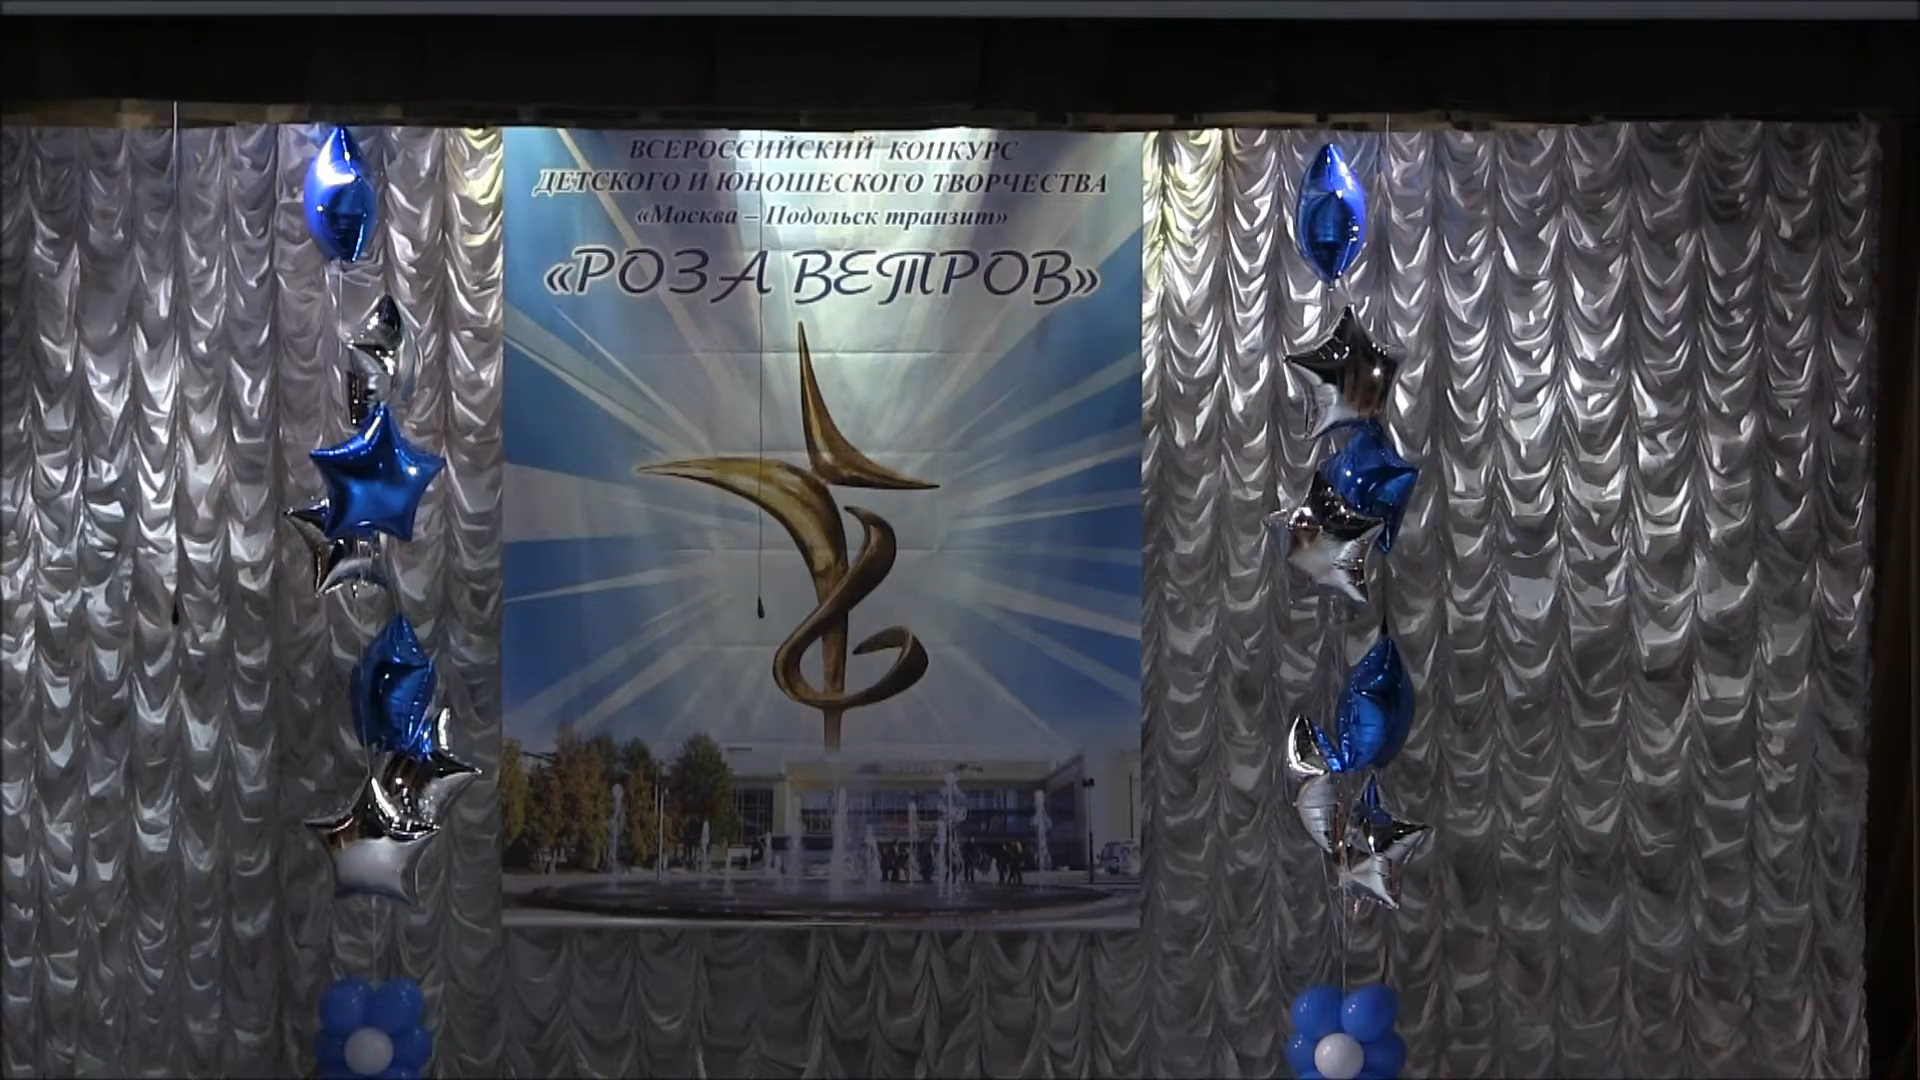 ВСЕРОССИЙСКИЙ КОНКУРС
ДЕТСКОГО И ЮНОШЕСКОГО ТВОРЧЕСТВА
«Москва – Подольск транзит»
«РОЗА ВЕТРОВ»